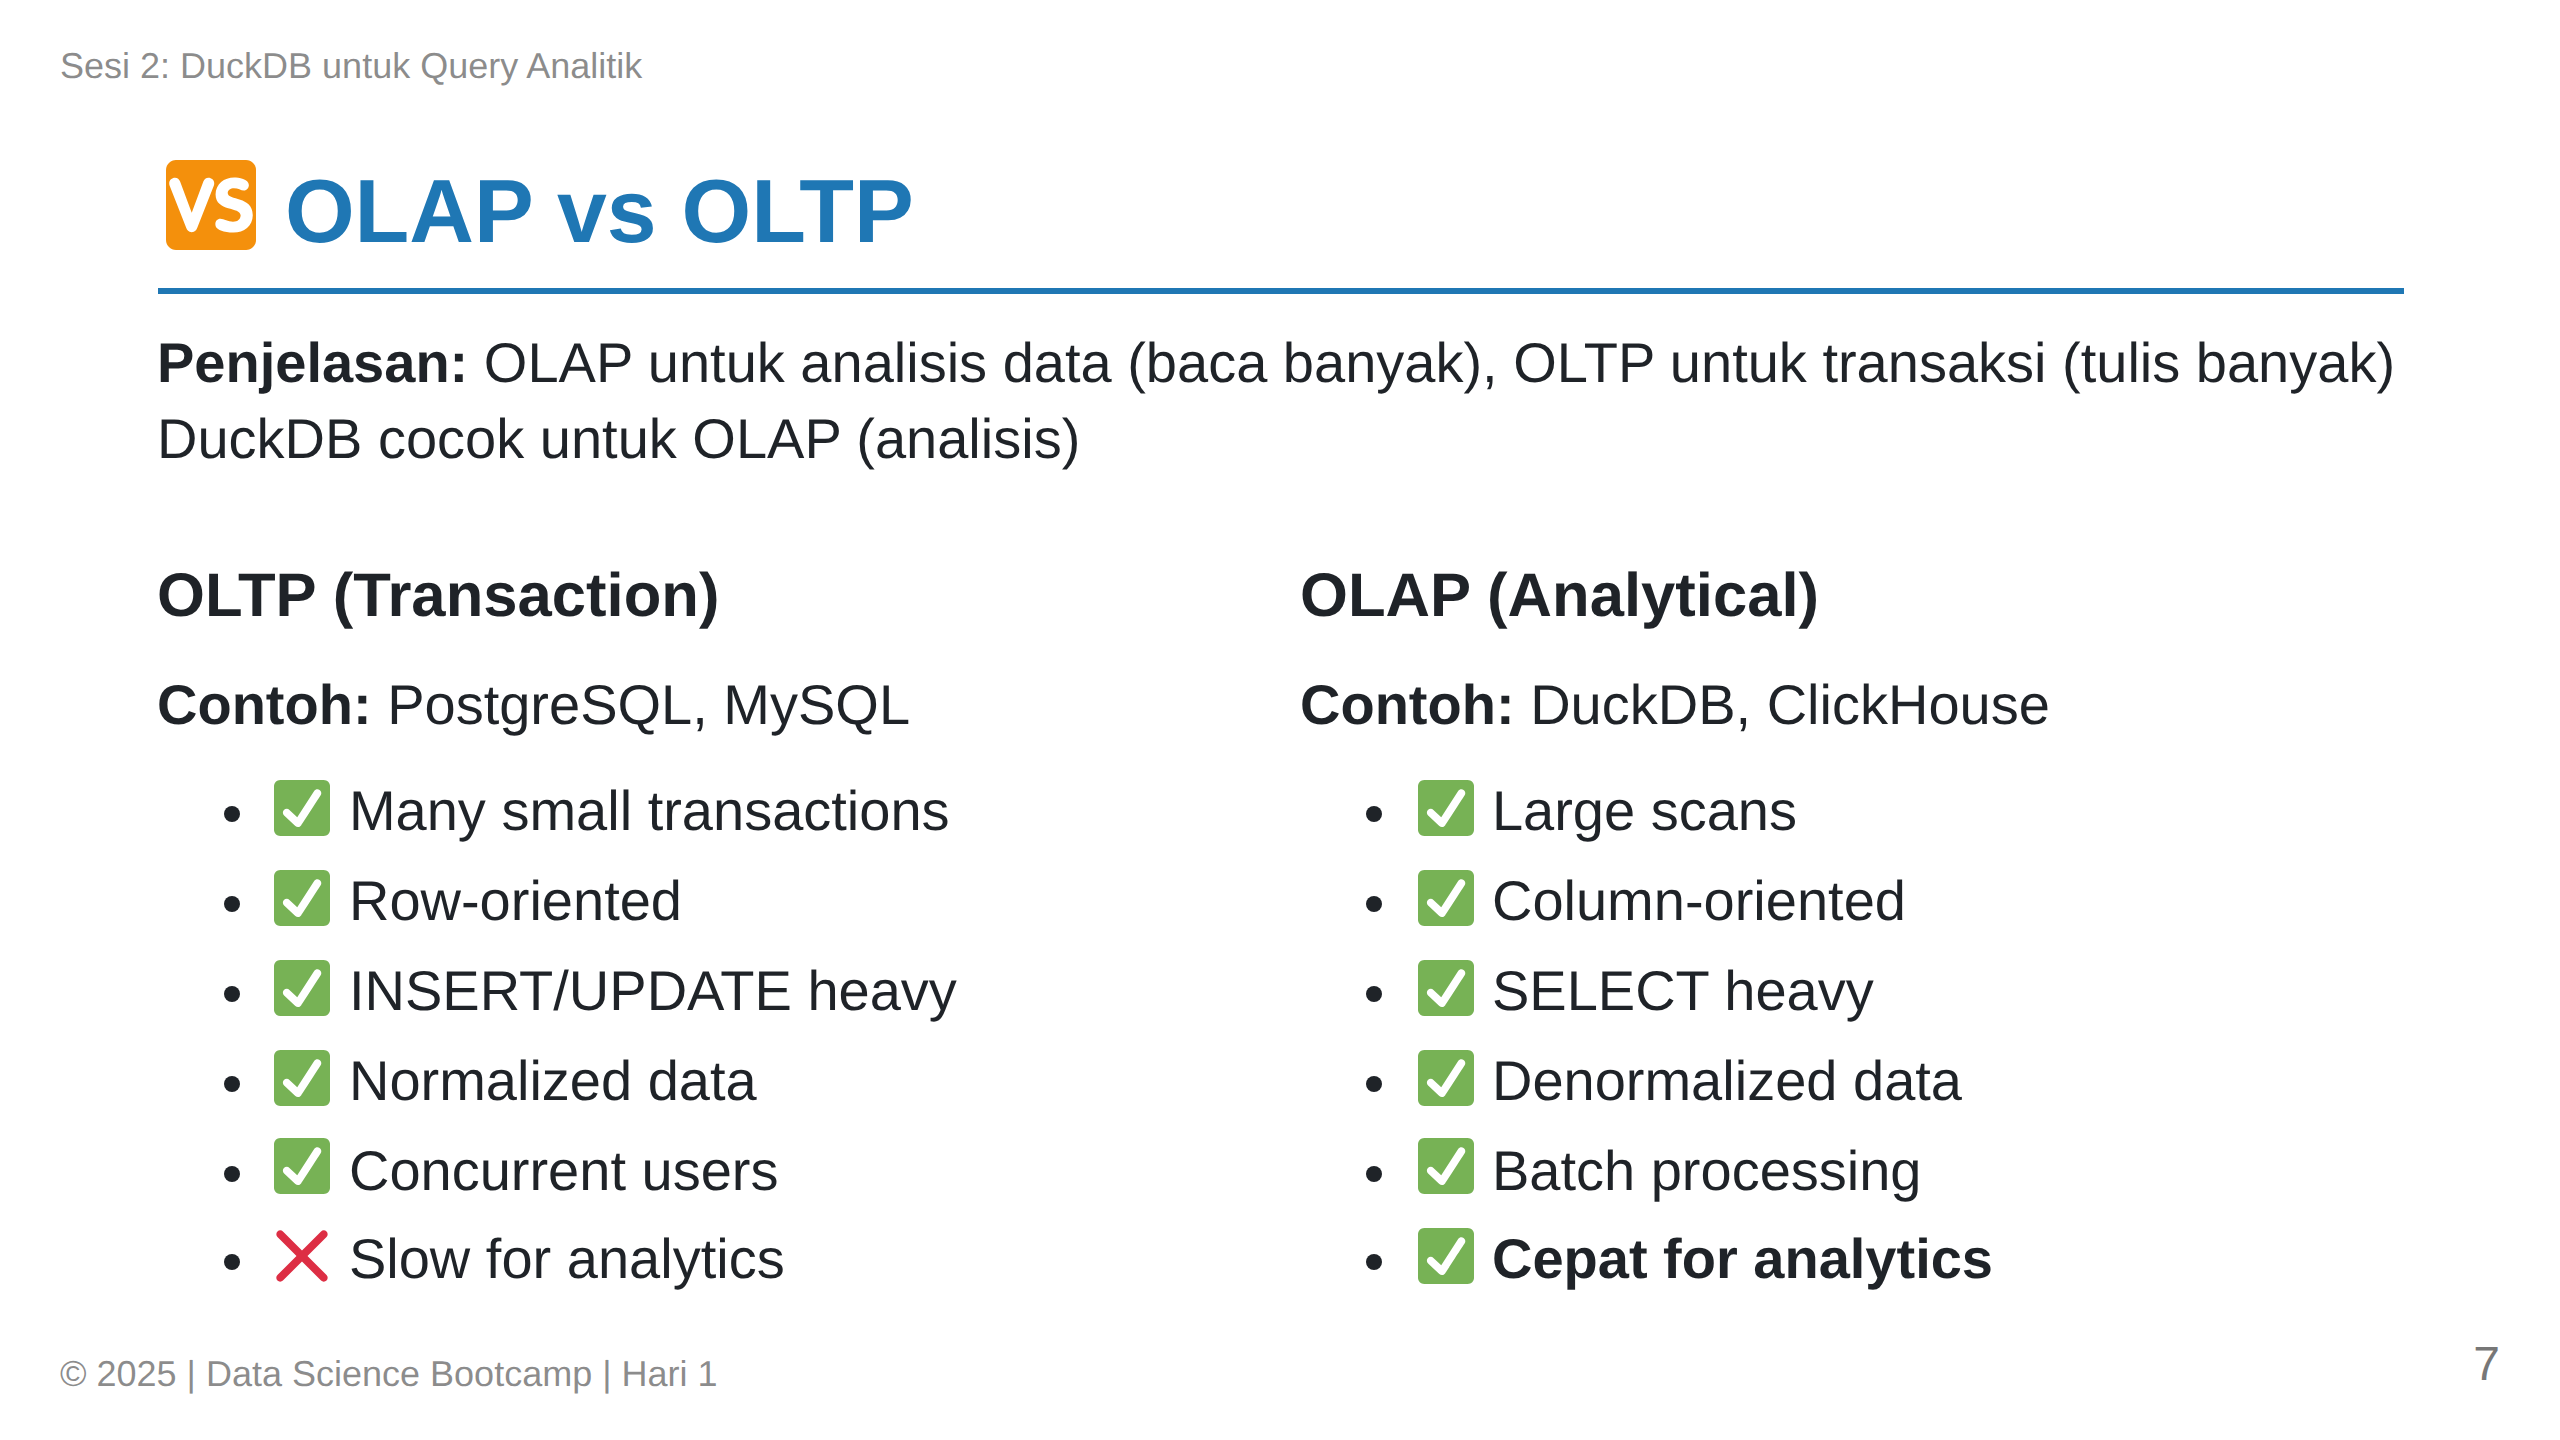 Sesi 2: DuckDB untuk Query Analitik
🆚 OLAP vs OLTP
Penjelasan: OLAP untuk analisis data (baca banyak), OLTP untuk transaksi (tulis banyak)
DuckDB cocok untuk OLAP (analisis)
OLTP (Transaction)
Contoh: PostgreSQL, MySQL
• ✅ Many small transactions
• ✅ Row-oriented
• ✅ INSERT/UPDATE heavy
• ✅ Normalized data
• ✅ Concurrent users
• ❌ Slow for analytics
OLAP (Analytical)
Contoh: DuckDB, ClickHouse
• ✅ Large scans
• ✅ Column-oriented
• ✅ SELECT heavy
• ✅ Denormalized data
• ✅ Batch processing
• ✅ Cepat for analytics
© 2025 | Data Science Bootcamp | Hari 1
7